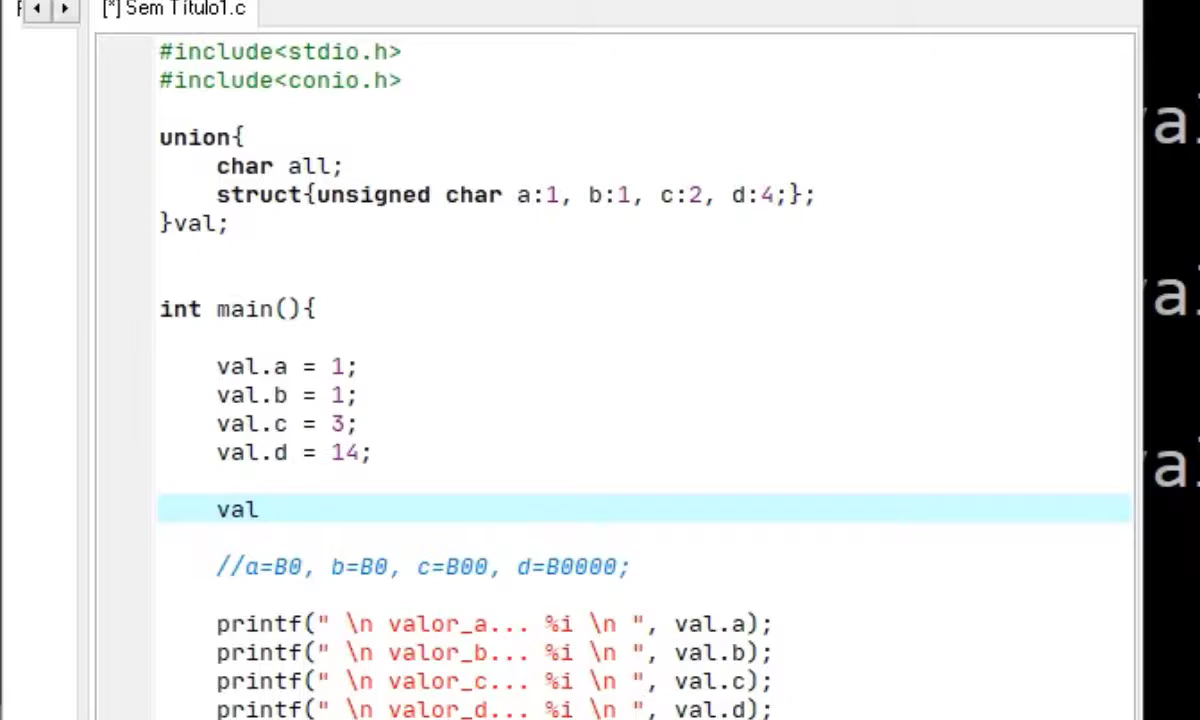 [*] Sem Título1.c
#include<stdio.h>
#include<conio.h>
union{
char all;
struct{unsigned char a:1, b:1, c:2, d:4;};
}val;
int main(){
val.a = 1;
val.b = 1;
val.c = 3;
val.d = 14;
val
//a=B0, b=B0, c=B00, d=B0000;
printf(" \n valor_a... %i \n ", val.a);
printf(" \n valor_b... %i \n ", val.b);
printf(" \n valor_c... %i \n ", val.c);
printf(" \n valor_d... %i \n ", val.d);